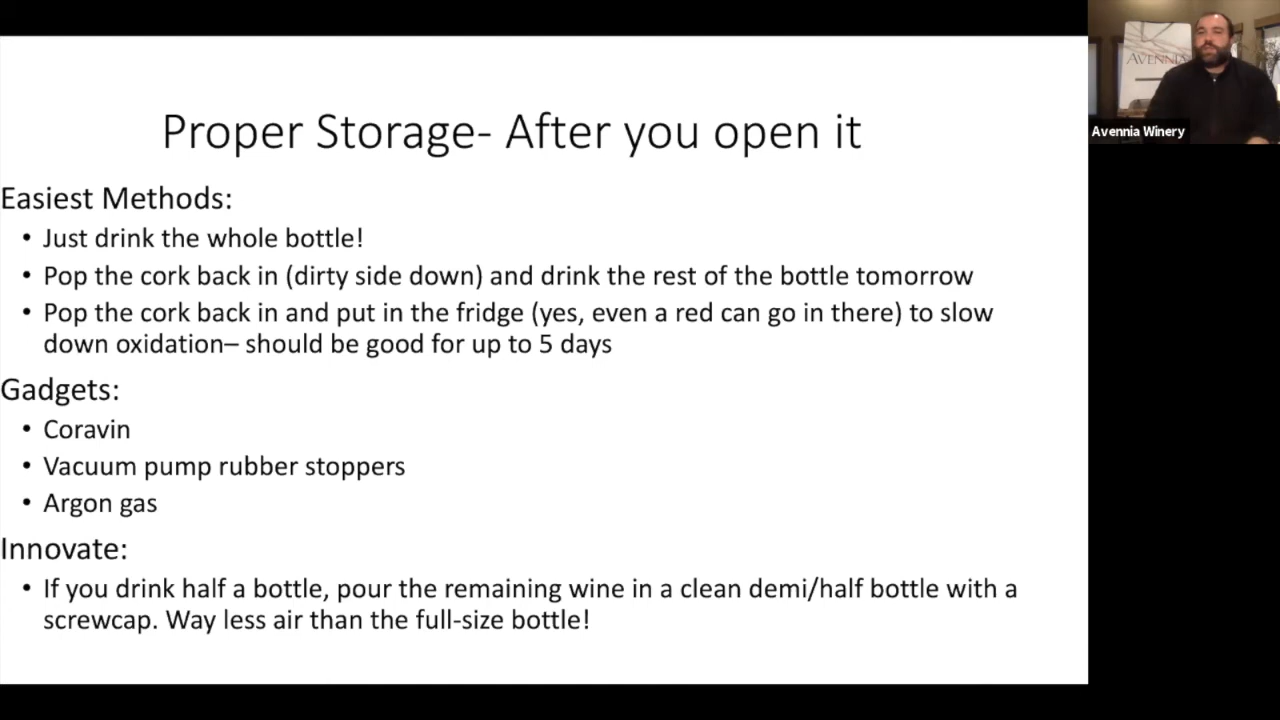 Proper Storage- After you open it
Easiest Methods:
• Just drink the whole bottle!
• Pop the cork back in (dirty side down) and drink the rest of the bottle tomorrow
• Pop the cork back in and put in the fridge (yes, even a red can go in there) to slow
down oxidation– should be good for up to 5 days
Gadgets:
• Coravin
• Vacuum pump rubber stoppers
• Argon gas
Innovate:
• If you drink half a bottle, pour the remaining wine in a clean demi/half bottle with a
screwcap. Way less air than the full-size bottle!
AVENNIA
Avennia Winery